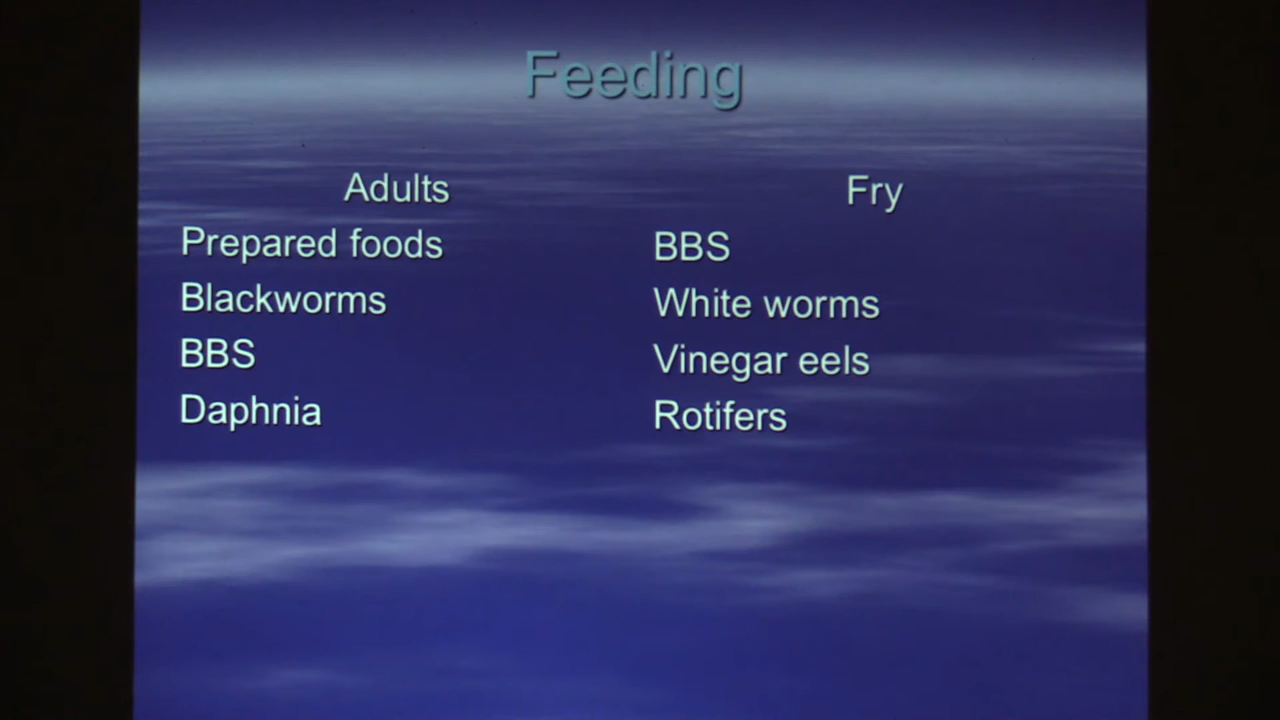 Feeding
Adults
Prepared foods
Blackworms
BBS
Daphnia
Fry
BBS
White worms
Vinegar eels
Rotifers